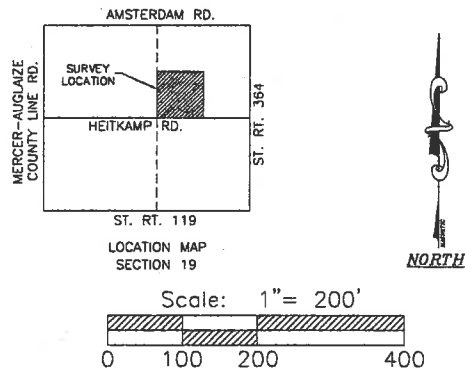 AMSTERDAM RD.
SURVEY
LOCATION
MERCER-AUGLAIZE
COUNTY LINE RD.
HEITKAMP RD.
ST. RT. 364
ST. RT. 119
LOCATION MAP
SECTION 19
MAGNETIC
NORTH
Scale: 1"= 200'
0 100 200 400